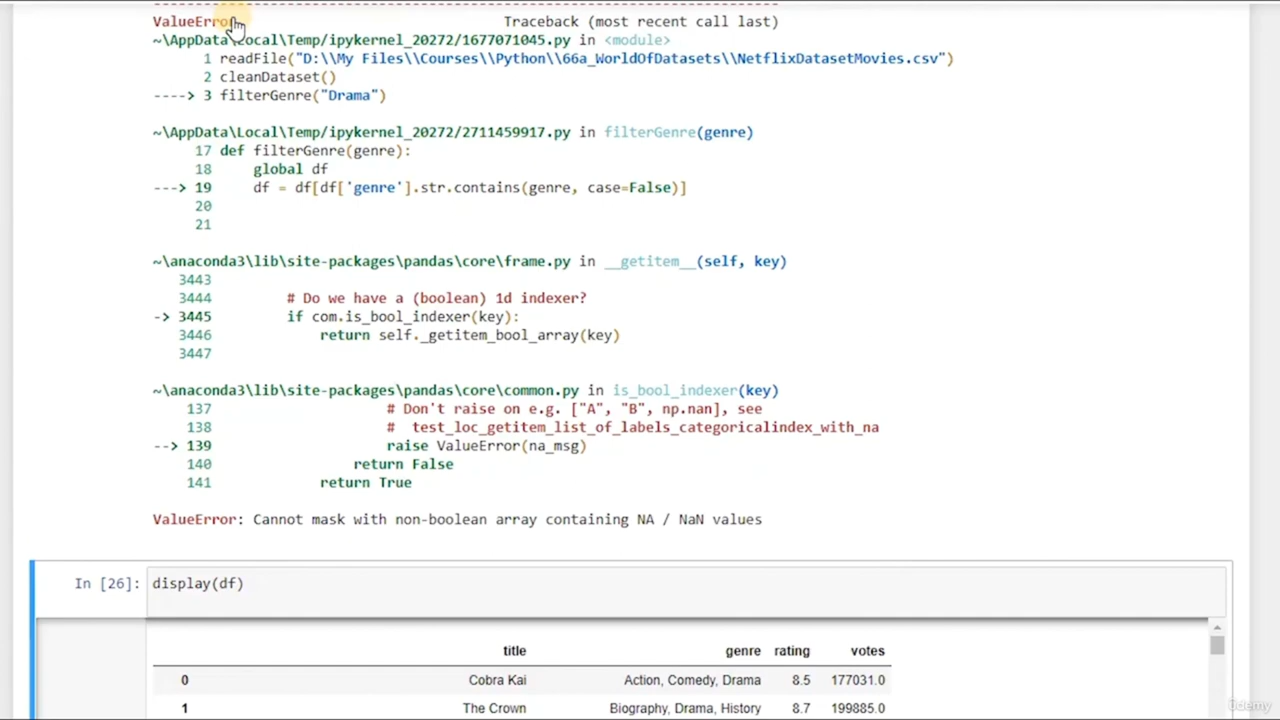 ValueError Traceback (most recent call last)
~\AppData\Local\Temp/ipykernel_20272/1677071045.py in <module>
1 readFile("D:\\My Files\\Courses\\Python\\66a_WorldOfDatasets\\NetflixDatasetMovies.csv")
2 cleanDataset()
----> 3 filterGenre("Drama")
~\AppData\Local\Temp/ipykernel_20272/2711459917.py in filterGenre(genre)
17 def filterGenre(genre):
18 global df
---> 19 df = df[df['genre'].str.contains(genre, case=False)]
20
21
~\anaconda3\lib\site-packages\pandas\core\frame.py in __getitem__(self, key)
3443
3444 # Do we have a (boolean) 1d indexer?
-> 3445 if com.is_bool_indexer(key):
3446 return self._getitem_bool_array(key)
3447
~\anaconda3\lib\site-packages\pandas\core\common.py in is_bool_indexer(key)
137 # Don't raise on e.g. ["A", "B", np.nan], see
138 # test_loc_getitem_list_of_labels_categoricalindex_with_na
--> 139 raise ValueError(na_msg)
140 return False
141 return True
ValueError: Cannot mask with non-boolean array containing NA / NaN values
In [26]: display(df)
title genre rating votes
0 Cobra Kai Action, Comedy, Drama 8.5 177031.0
1 The Crown Biography, Drama, History 8.7 199885.0
ûdemy